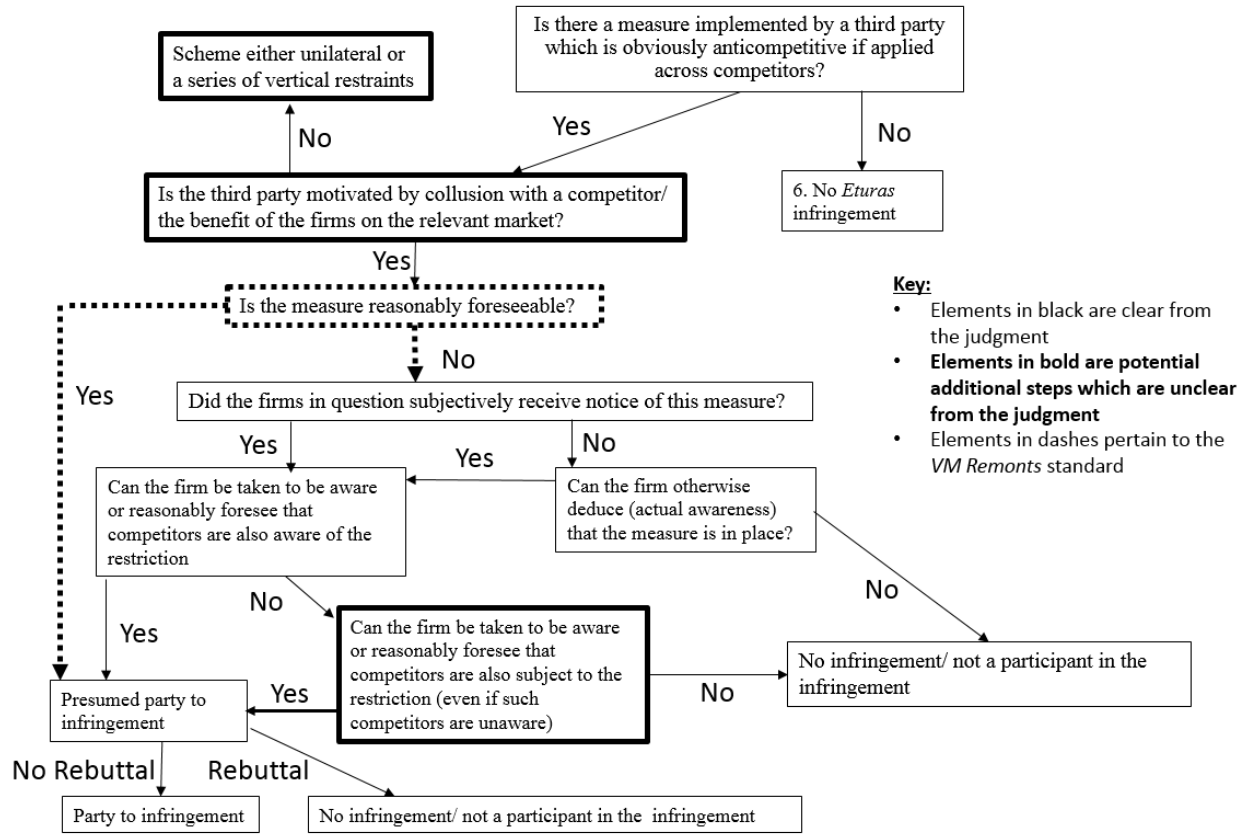 Is there a measure implemented by a third party
which is obviously anticompetitive if applied
across competitors?
Scheme either unilateral or
a series of vertical restraints
No
Yes
No
Is the third party motivated by collusion with a competitor/
the benefit of the firms on the relevant market?
6. No Eturas
infringement
Yes
Is the measure reasonably foreseeable?
Key:
• Elements in black are clear from
the judgment
• Elements in bold are potential
additional steps which are unclear
from the judgment
• Elements in dashes pertain to the
VM Remonts standard
Yes
No
Did the firms in question subjectively receive notice of this measure?
Yes
No
Yes
Can the firm be taken to be aware
or reasonably foresee that
competitors are also aware of the
restriction
Can the firm otherwise
deduce (actual awareness)
that the measure is in place?
No
Yes
No
Can the firm be taken to be aware
or reasonably foresee that
competitors are also subject to the
restriction (even if such
competitors are unaware)
No infringement/ not a participant in the
infringement
Yes
No
Presumed party to
infringement
No Rebuttal
Rebuttal
Party to infringement
No infringement/ not a participant in the infringement